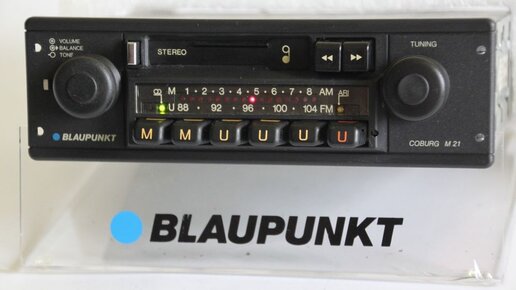 VOLUME
BALANCE
TONE
STEREO
TUNING
M 1 2 3 4 5 6 7 8 AM ARI
U 88 92 96 100 104 FM
M M U U U U
BLAUPUNKT
COBURG M 21
BLAUPUNKT